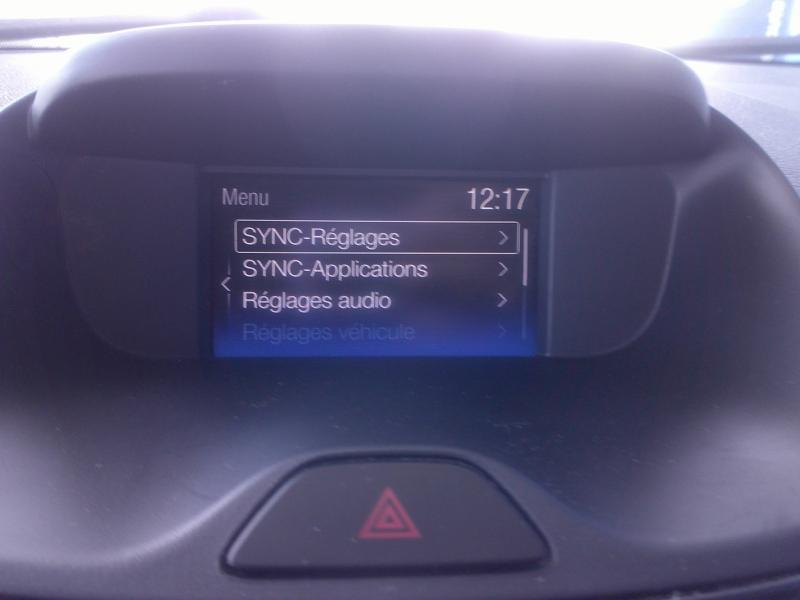 Menu 12:17
SYNC-Réglages
SYNC-Applications
Réglages audio
Réglages véhicule